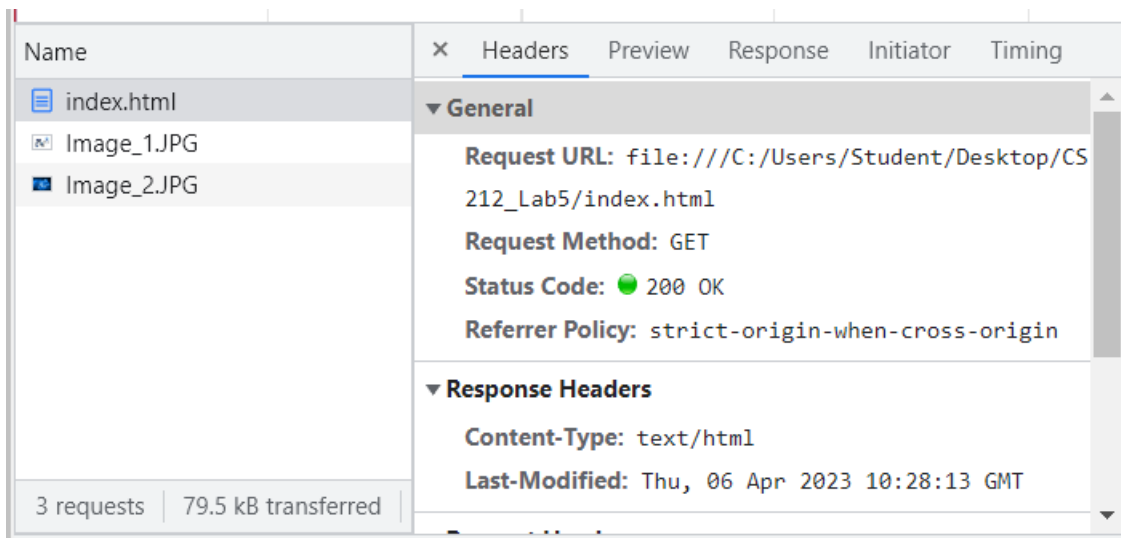 Name
index.html
Image_1.JPG
Image_2.JPG
3 requests 79.5 kB transferred
× Headers Preview Response Initiator Timing
General
Request URL: file:///C:/Users/Student/Desktop/CS
212_Lab5/index.html
Request Method: GET
Status Code: 200 OK
Referrer Policy: strict-origin-when-cross-origin
Response Headers
Content-Type: text/html
Last-Modified: Thu, 06 Apr 2023 10:28:13 GMT